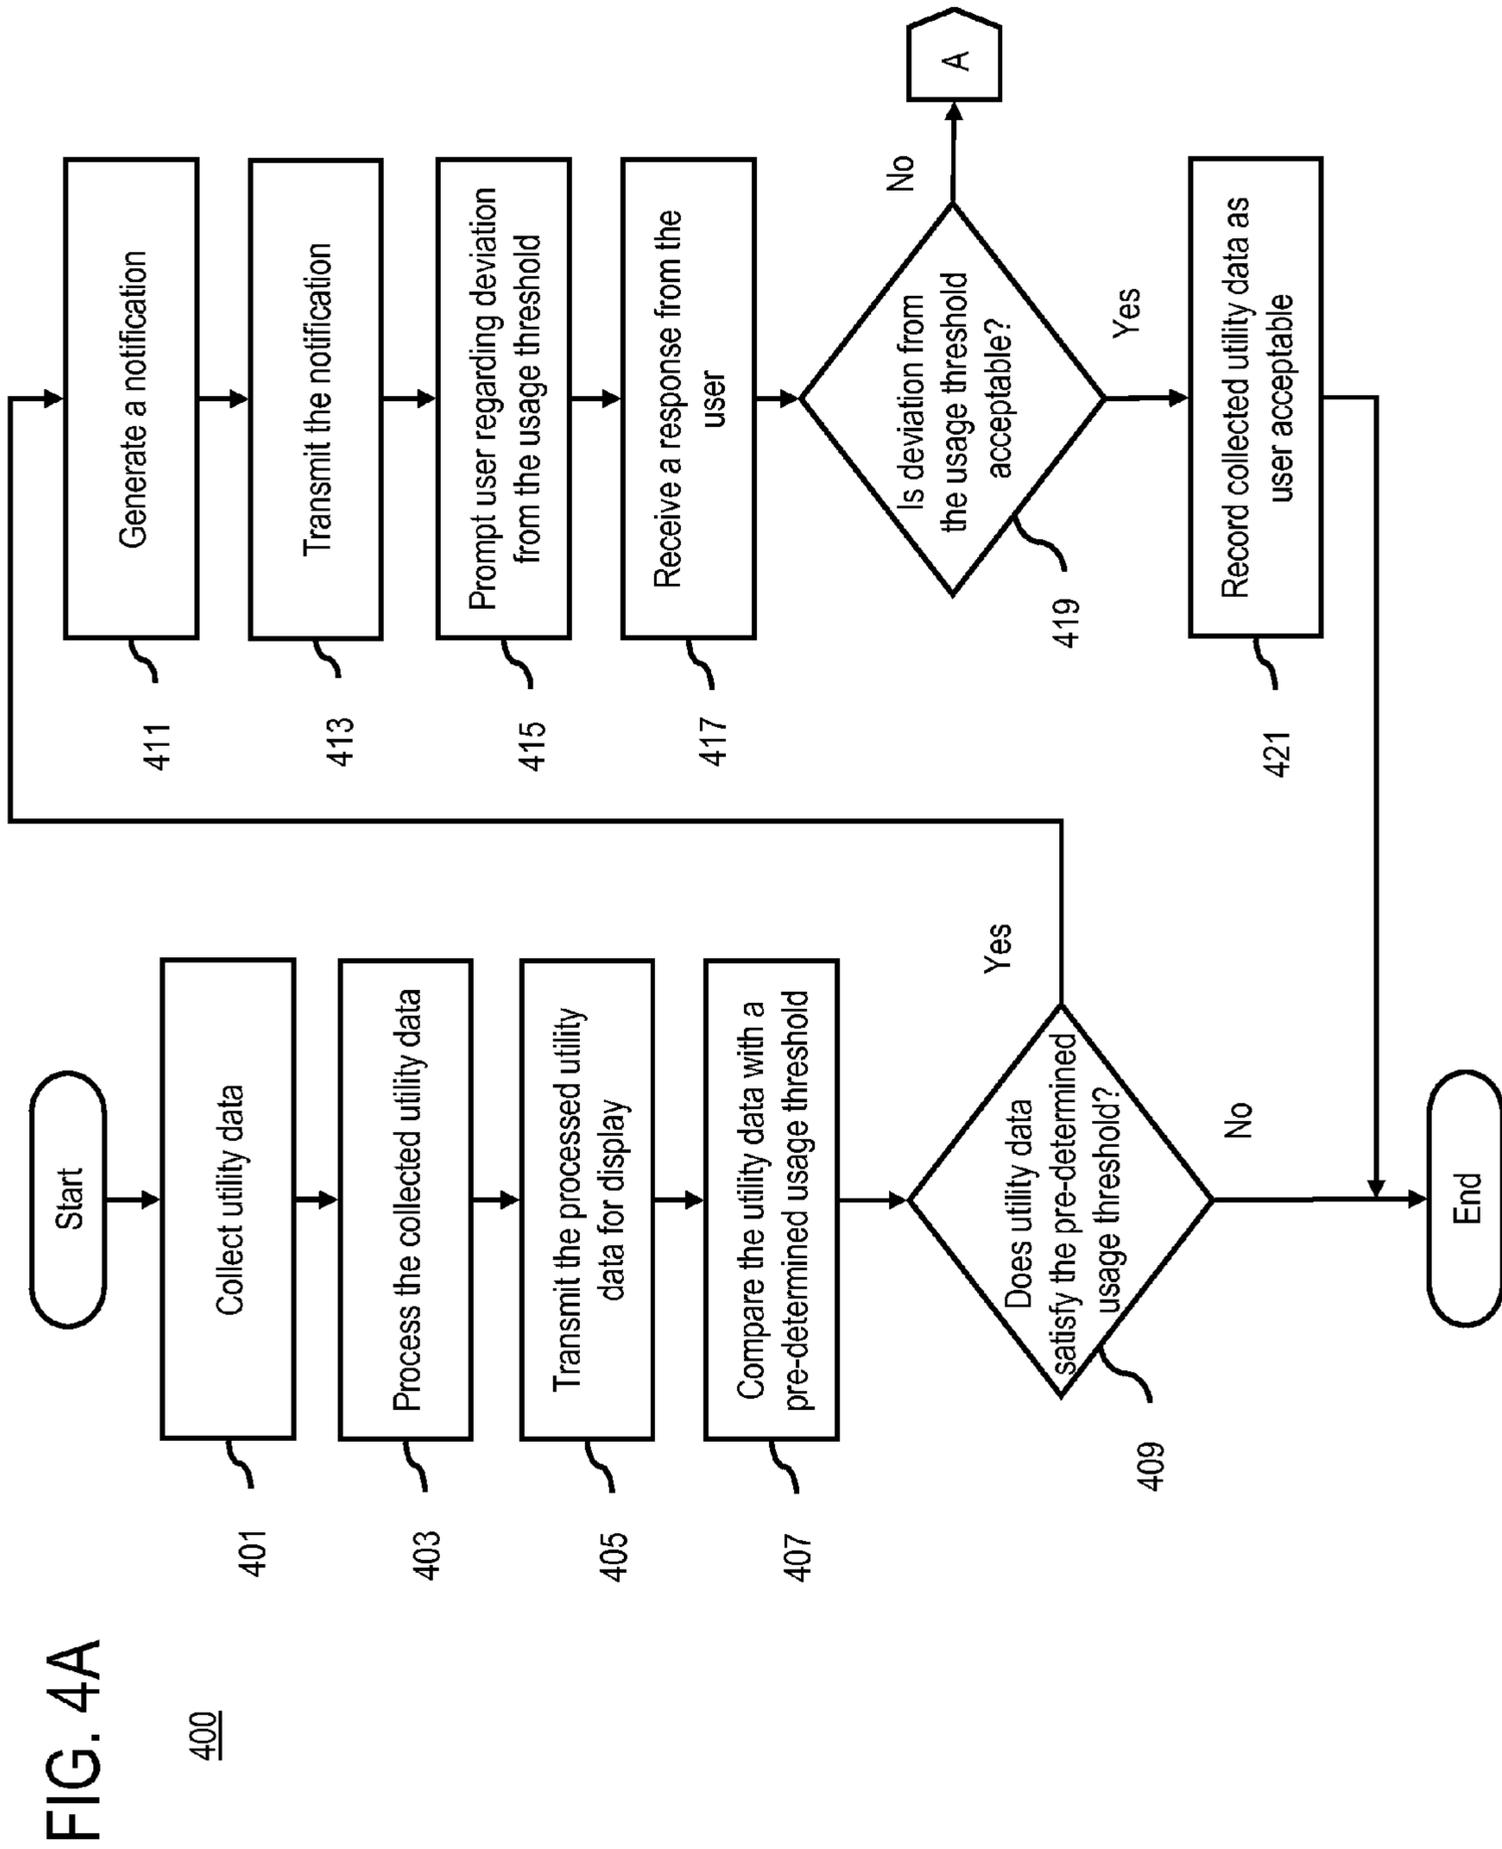 FIG. 4A
400
Start
Collect utility data
401
Process the collected utility data
403
Transmit the processed utility
data for display
405
Compare the utility data with a
pre-determined usage threshold
407
Does utility data
satisfy the pre-determined
usage threshold?
409
Yes
No
End
Generate a notification
411
Transmit the notification
413
Prompt user regarding deviation
from the usage threshold
415
Receive a response from the
user
417
Is deviation from
the usage threshold
acceptable?
419
No
A
Yes
Record collected utility data as
user acceptable
421